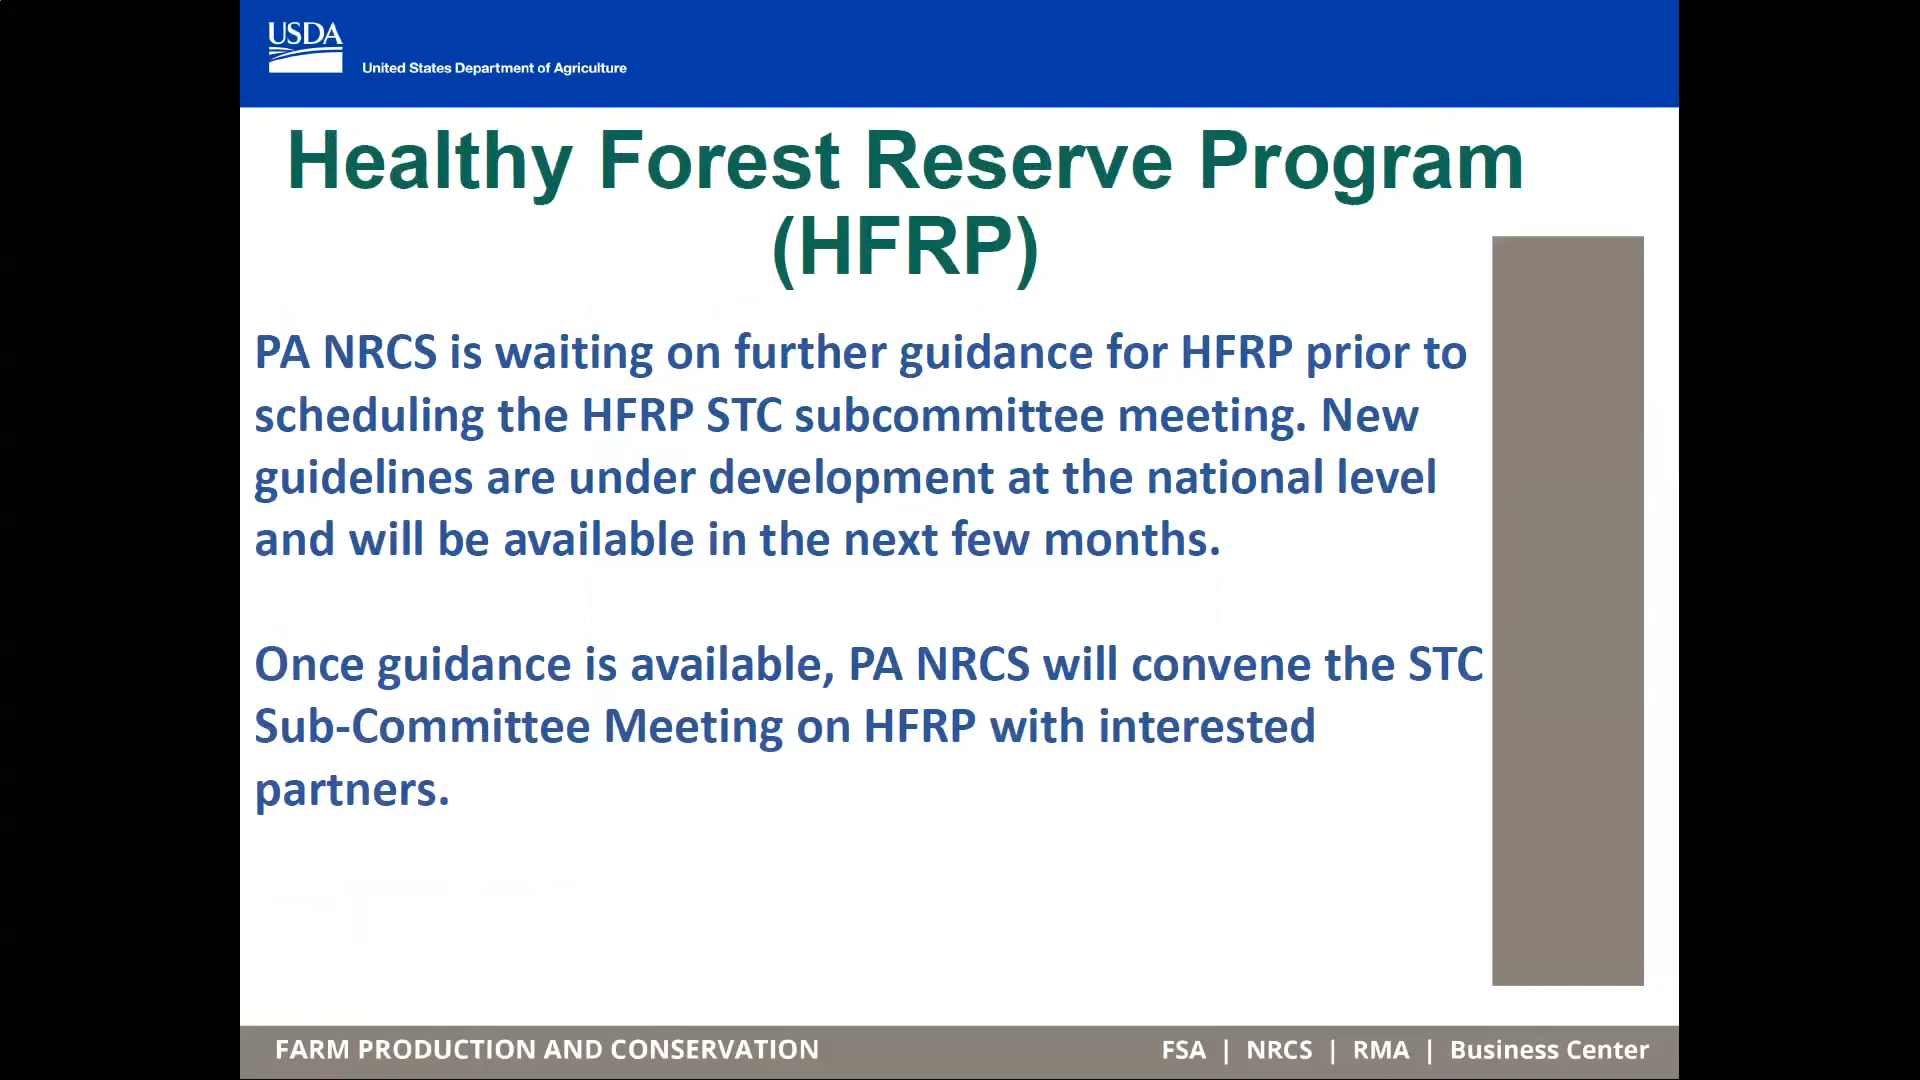 USDA
United States Department of Agriculture
Healthy Forest Reserve Program
(HFRP)
PA NRCS is waiting on further guidance for HFRP prior to
scheduling the HFRP STC subcommittee meeting. New
guidelines are under development at the national level
and will be available in the next few months.
Once guidance is available, PA NRCS will convene the STC
Sub-Committee Meeting on HFRP with interested
partners.
FARM PRODUCTION AND CONSERVATION
FSA | NRCS | RMA | Business Center